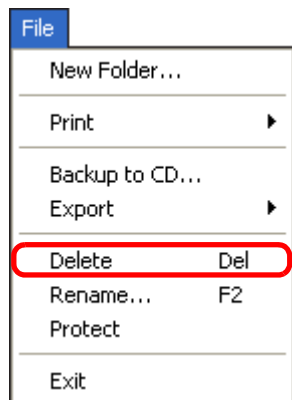 File
New Folder...
Print
Backup to CD...
Export
Delete Del
Rename... F2
Protect
Exit